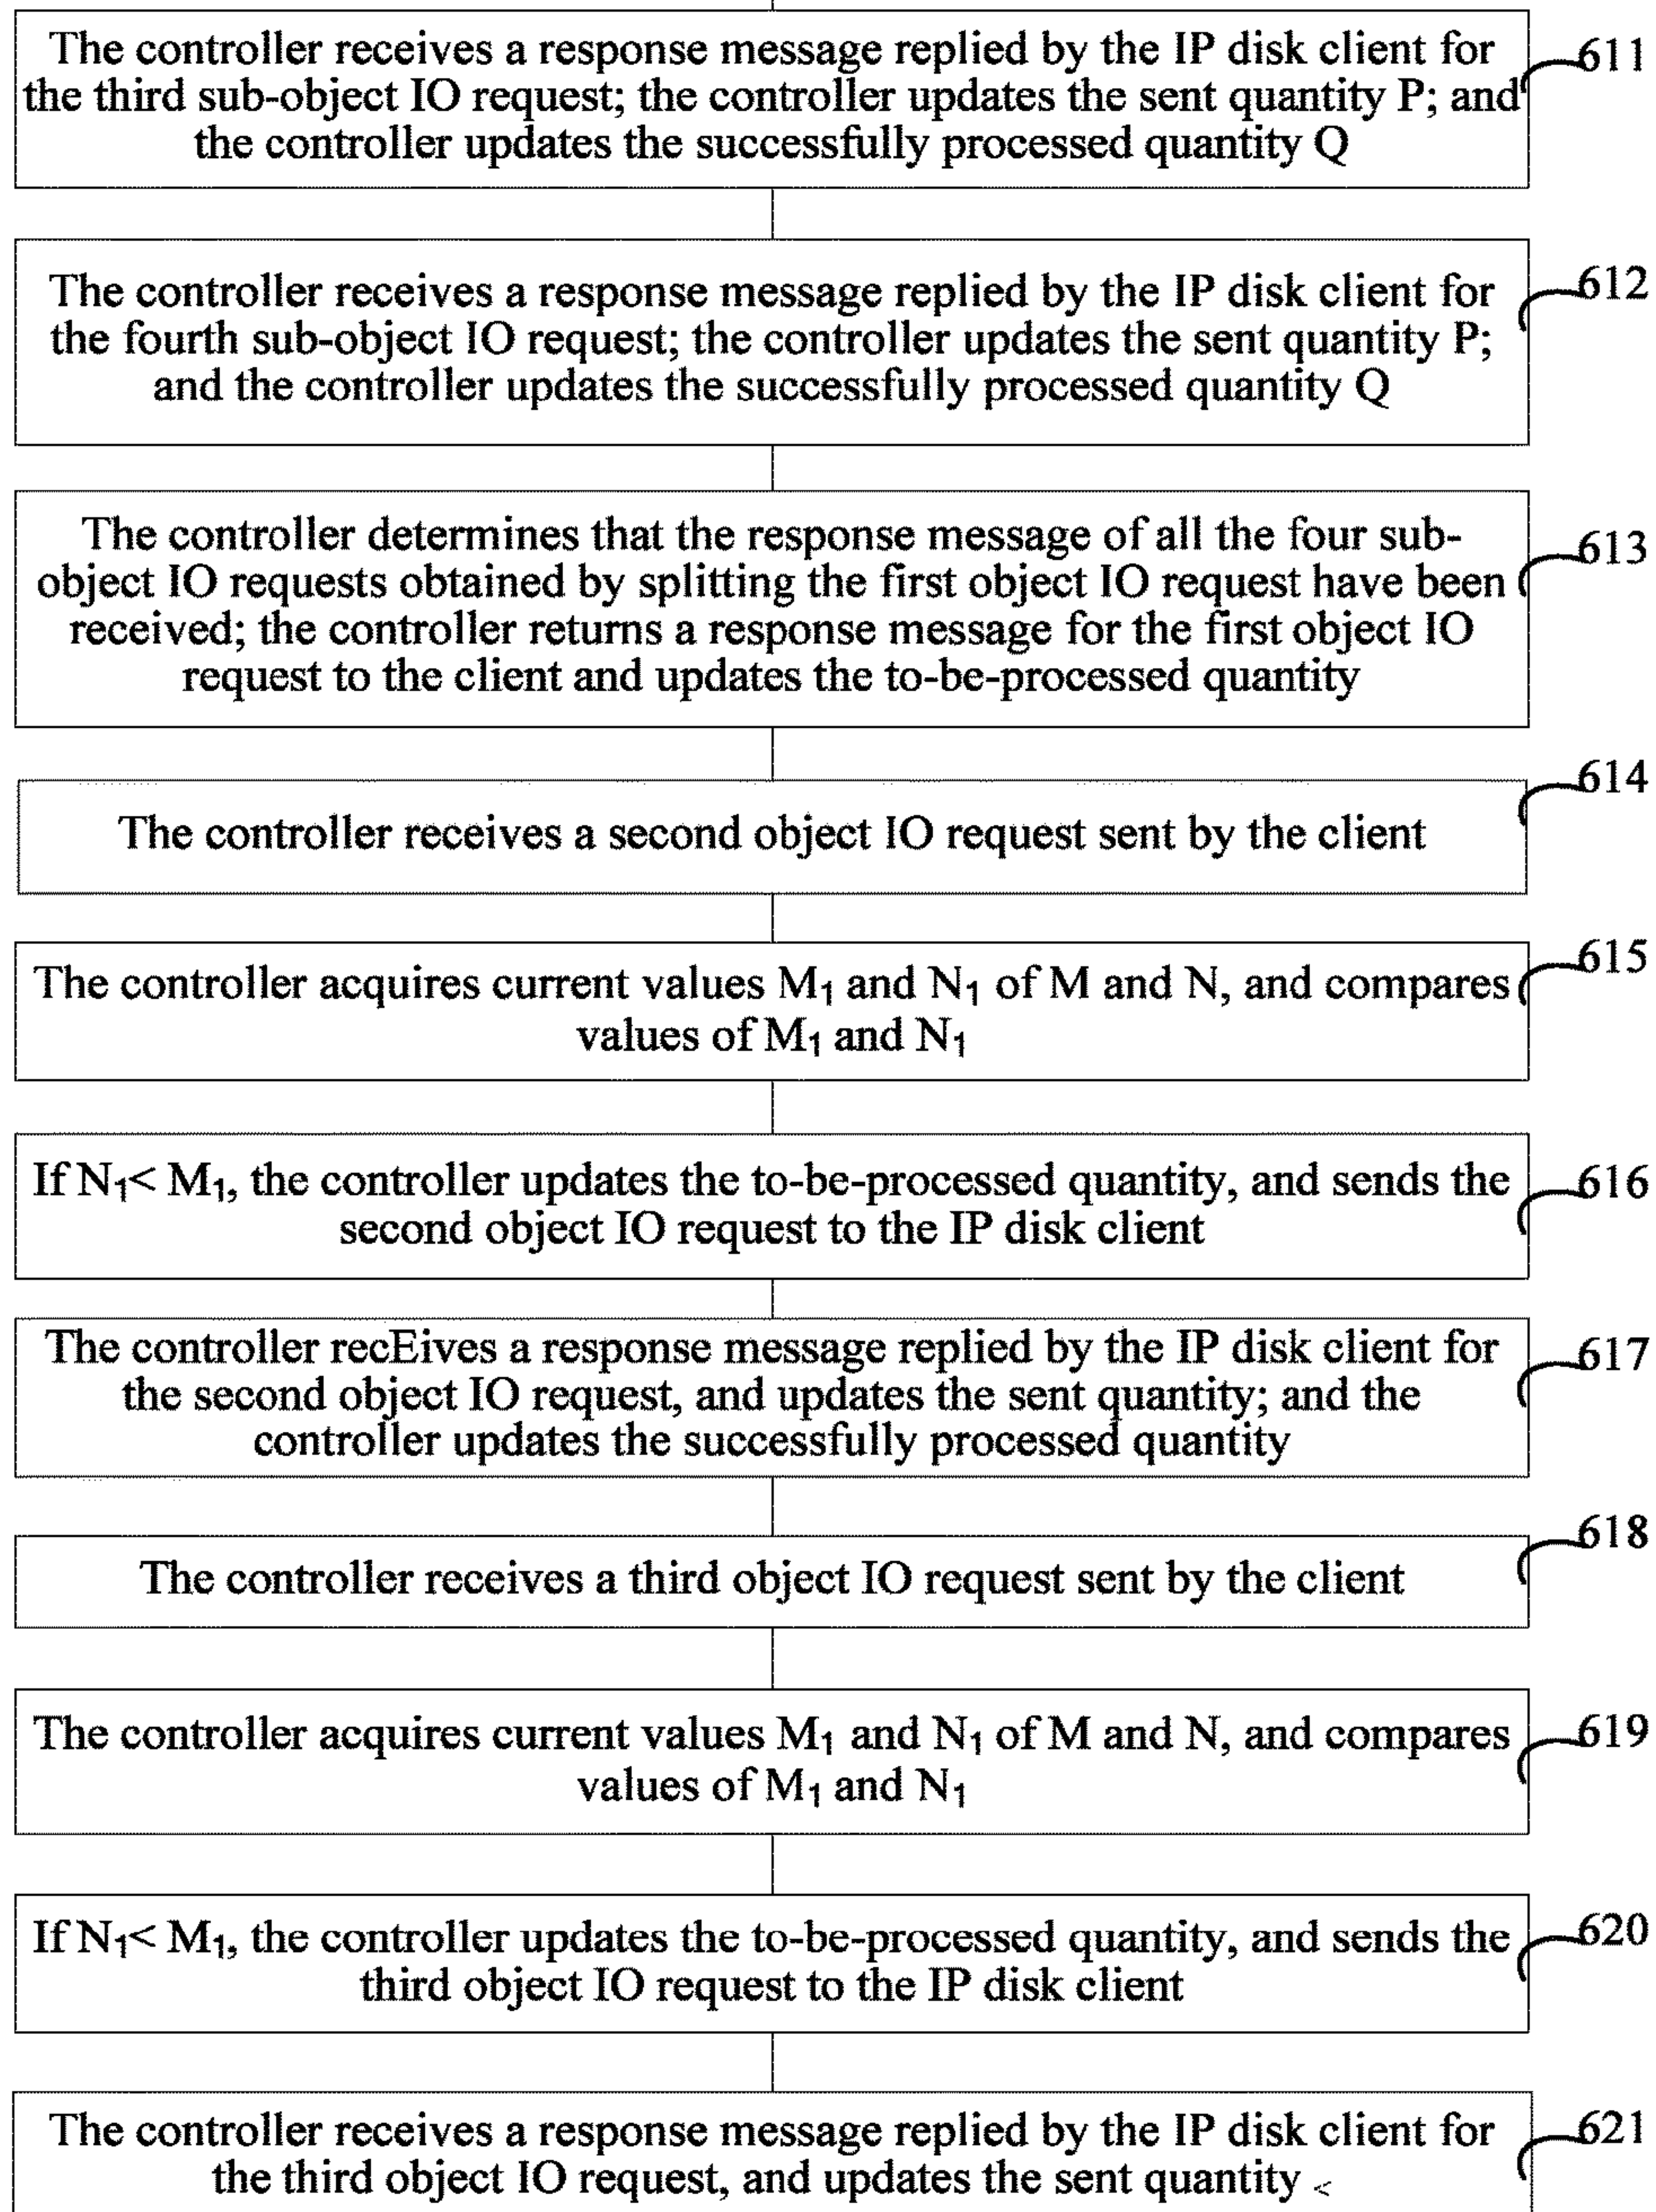 The controller receives a response message replied by the IP disk client for
the third sub-object IO request; the controller updates the sent quantity P; and
the controller updates the successfully processed quantity Q
611
The controller receives a response message replied by the IP disk client for
the fourth sub-object IO request; the controller updates the sent quantity P;
and the controller updates the successfully processed quantity Q
612
The controller determines that the response message of all the four sub-
object IO requests obtained by splitting the first object IO request have been
received; the controller returns a response message for the first object IO
request to the client and updates the to-be-processed quantity
613
The controller receives a second object IO request sent by the client
614
The controller acquires current values M₁ and N₁ of M and N, and compares
values of M₁ and N₁
615
If N₁< M₁, the controller updates the to-be-processed quantity, and sends the
second object IO request to the IP disk client
616
The controller recEives a response message replied by the IP disk client for
the second object IO request, and updates the sent quantity; and the
controller updates the successfully processed quantity
617
The controller receives a third object IO request sent by the client
618
The controller acquires current values M₁ and N₁ of M and N, and compares
values of M₁ and N₁
619
If N₁< M₁, the controller updates the to-be-processed quantity, and sends the
third object IO request to the IP disk client
620
The controller receives a response message replied by the IP disk client for
the third object IO request, and updates the sent quantity <
621